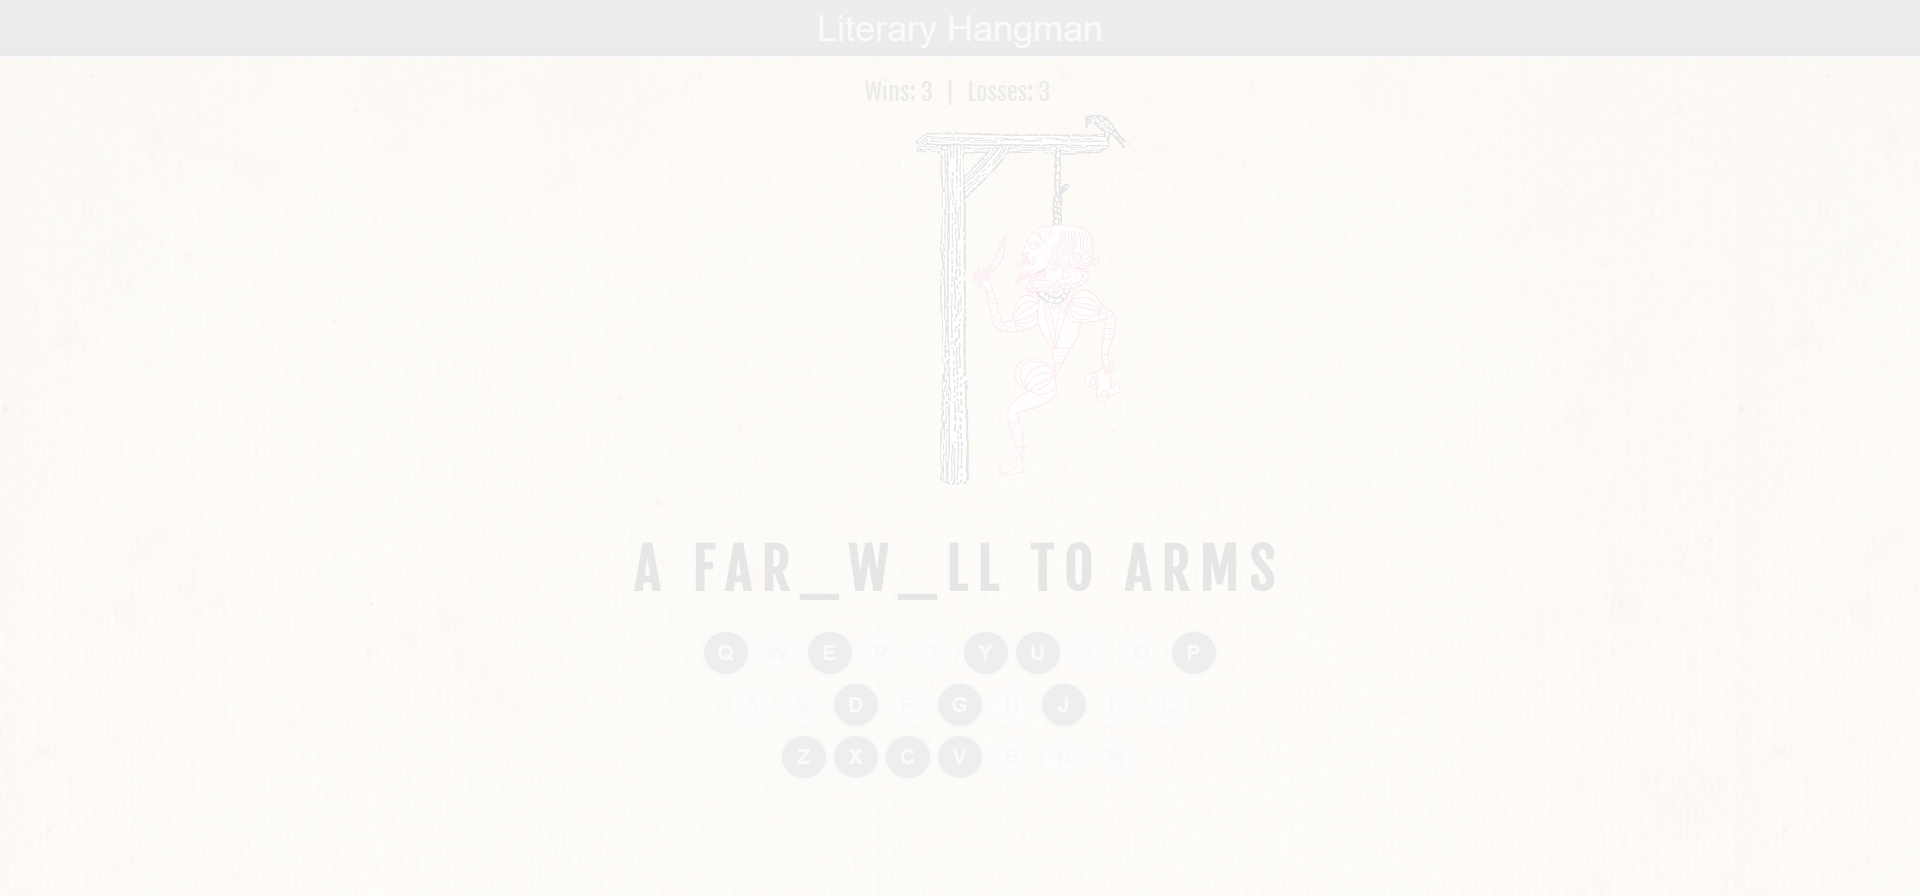 Literary Hangman
Wins: 3 | Losses: 3
A FAR_W_LL TO ARMS
Q W E R T Y U I O P
A S D F G H J K L
Z X C V B N M